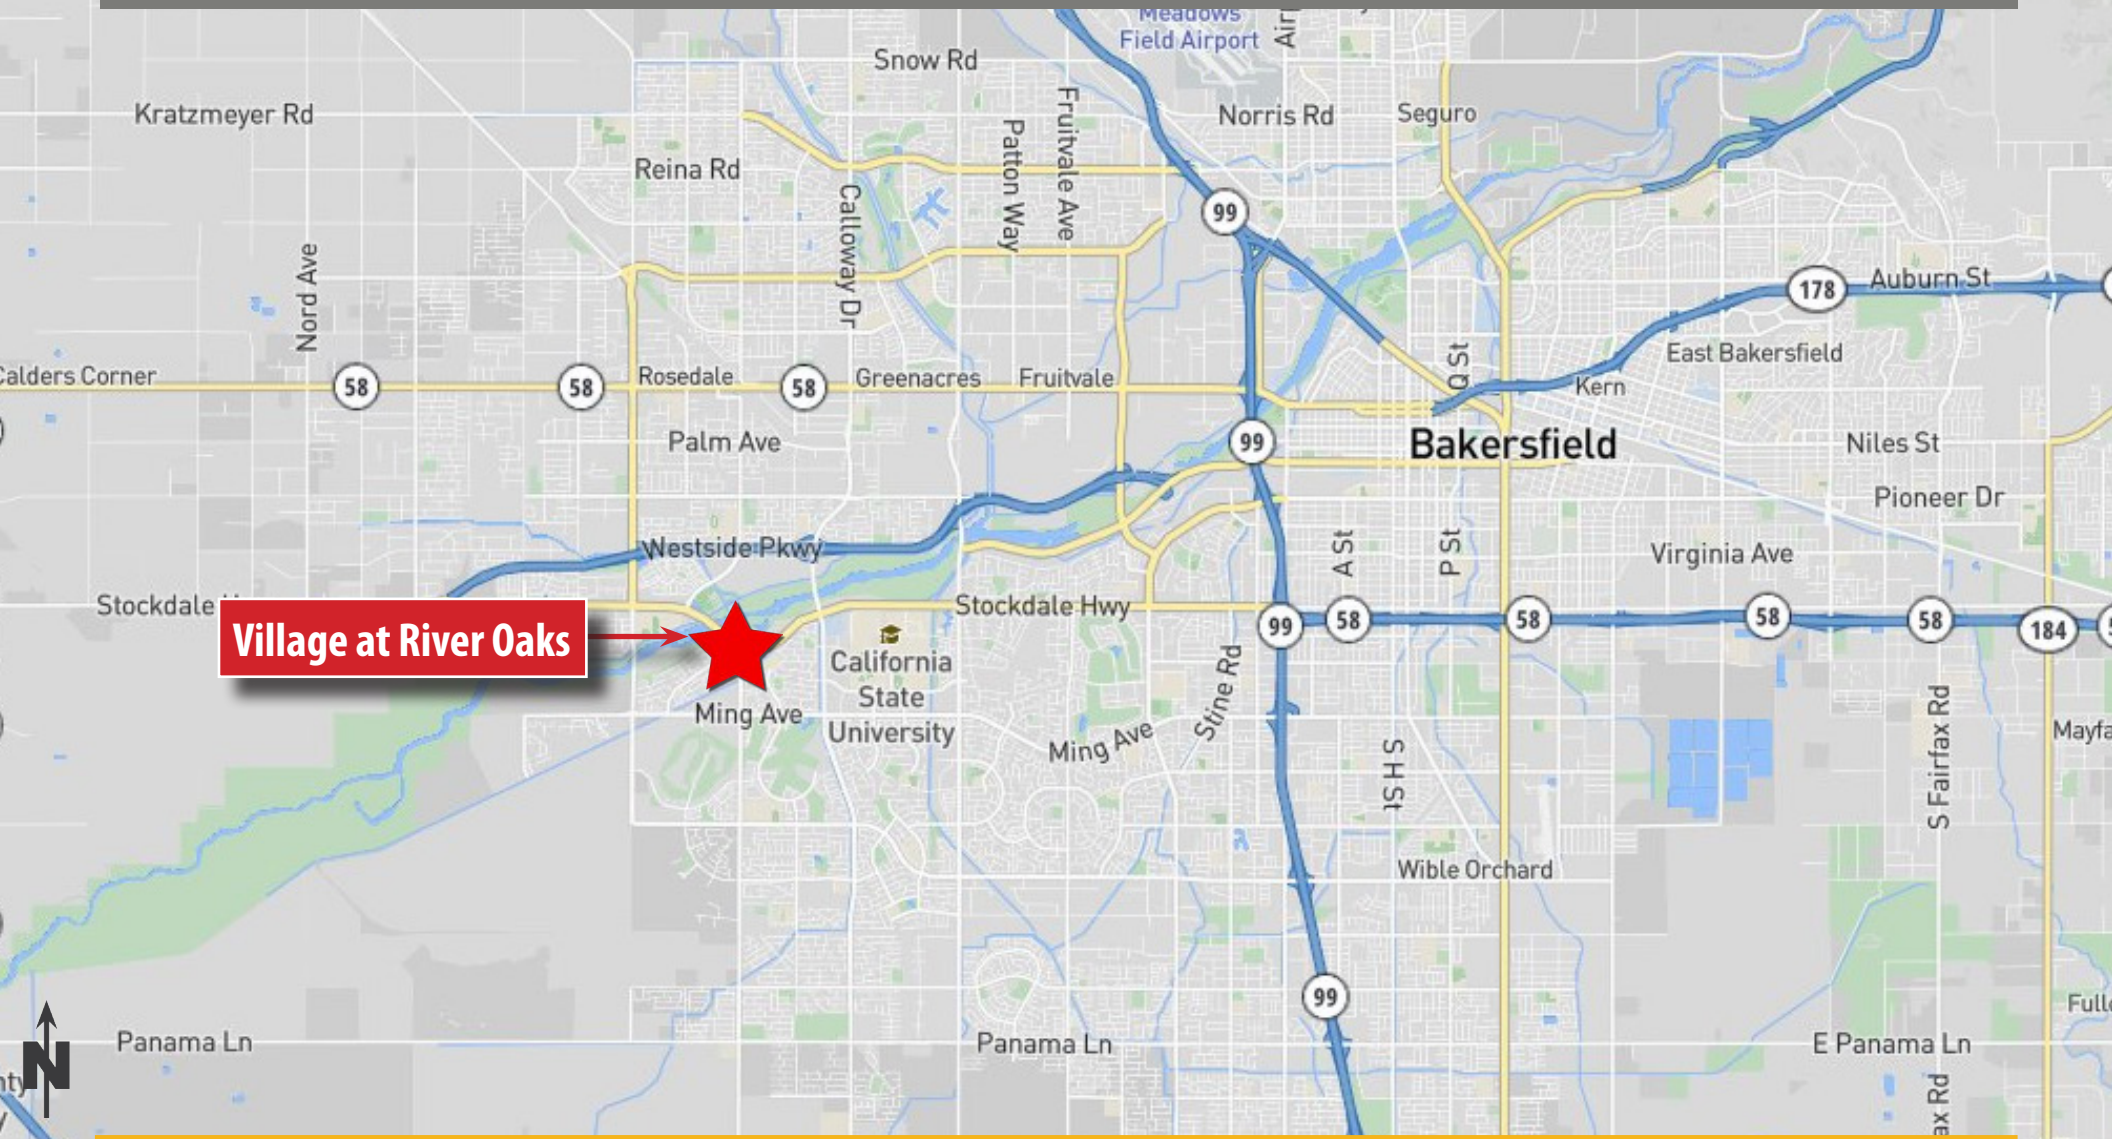 Meadows
Field Airport
Snow Rd
Kratzmeyer Rd
Norris Rd
Seguro
Fruitvale Ave
Patton Way
Reina Rd
Calloway Dr
99
Nord Ave
178
Auburn St
East Bakersfield
Q St
Calders Corner
58
58
Rosedale
58
Greenacres
Fruitvale
Kern
Palm Ave
99
Bakersfield
Niles St
Pioneer Dr
Westside Pkwy
A St
P St
Virginia Ave
Stockdale
Stockdale Hwy
99
58
58
58
58
184
Village at River Oaks
California
State
University
Ming Ave
Ming Ave
Stine Rd
S H St
S Fairfax Rd
Wible Orchard
99
Panama Ln
Panama Ln
E Panama Ln
N